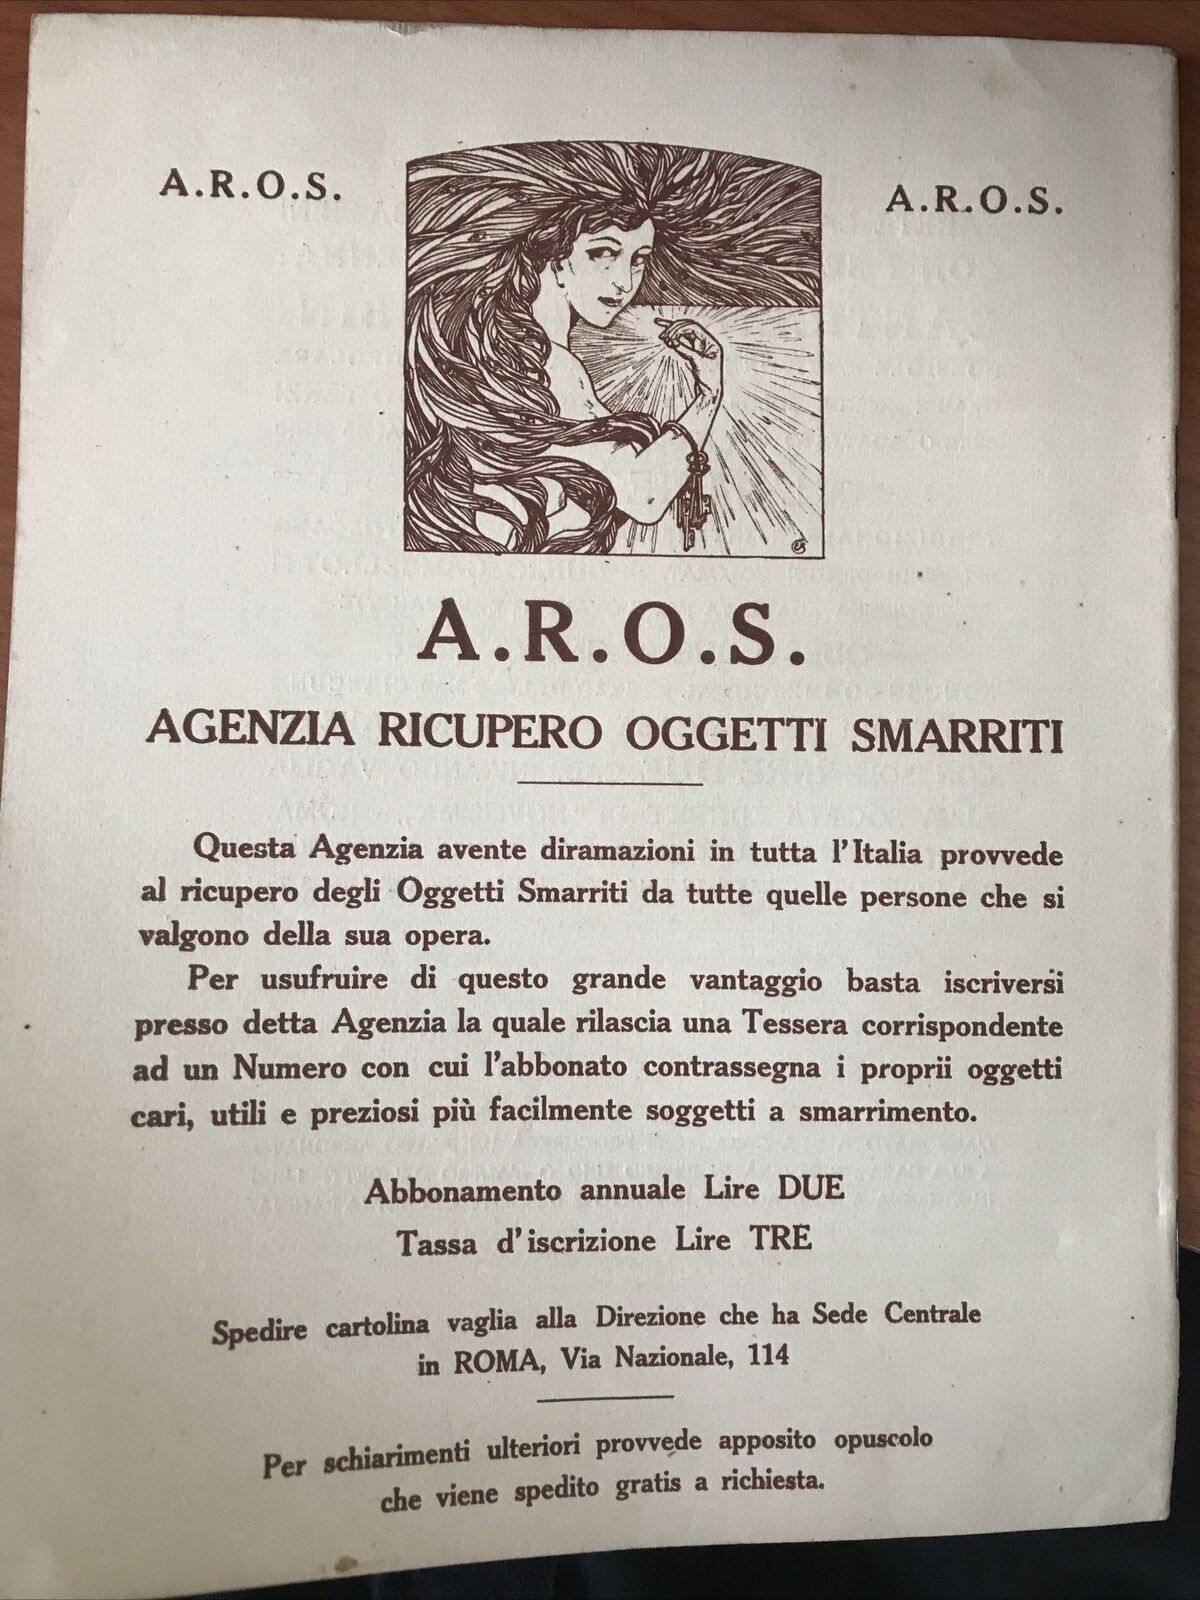 A.R.O.S.
A.R.O.S.
A.R.O.S.
AGENZIA RICUPERO OGGETTI SMARRITI
Questa Agenzia avente diramazioni in tutta l'Italia provvede
al ricupero degli Oggetti Smarriti da tutte quelle persone che si
valgono della sua opera.
Per usufruire di questo grande vantaggio basta iscriversi
presso detta Agenzia la quale rilascia una Tessera corrispondente
ad un Numero con cui l'abbonato contrassegna i proprii oggetti
cari, utili e preziosi più facilmente soggetti a smarrimento.
Abbonamento annuale Lire DUE
Tassa d'iscrizione Lire TRE
Spedire cartolina vaglia alla Direzione che ha Sede Centrale
in ROMA, Via Nazionale, 114
Per schiarimenti ulteriori provvede apposito opuscolo
che viene spedito gratis a richiesta.